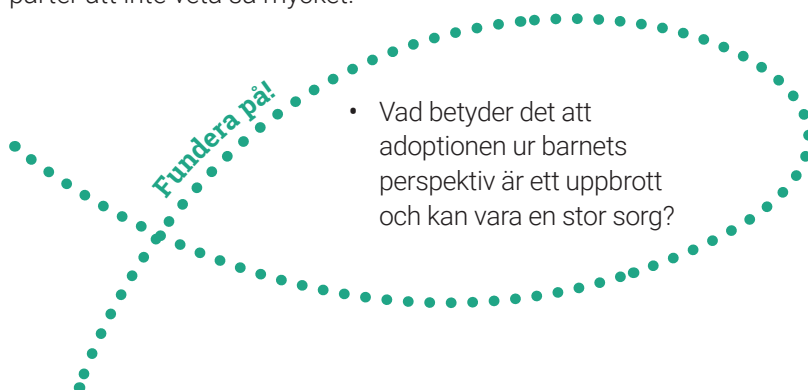 parter att inte veta så mycket.
Fundera på!
• Vad betyder det att
adoptionen ur barnets
perspektiv är ett uppbrott
och kan vara en stor sorg?